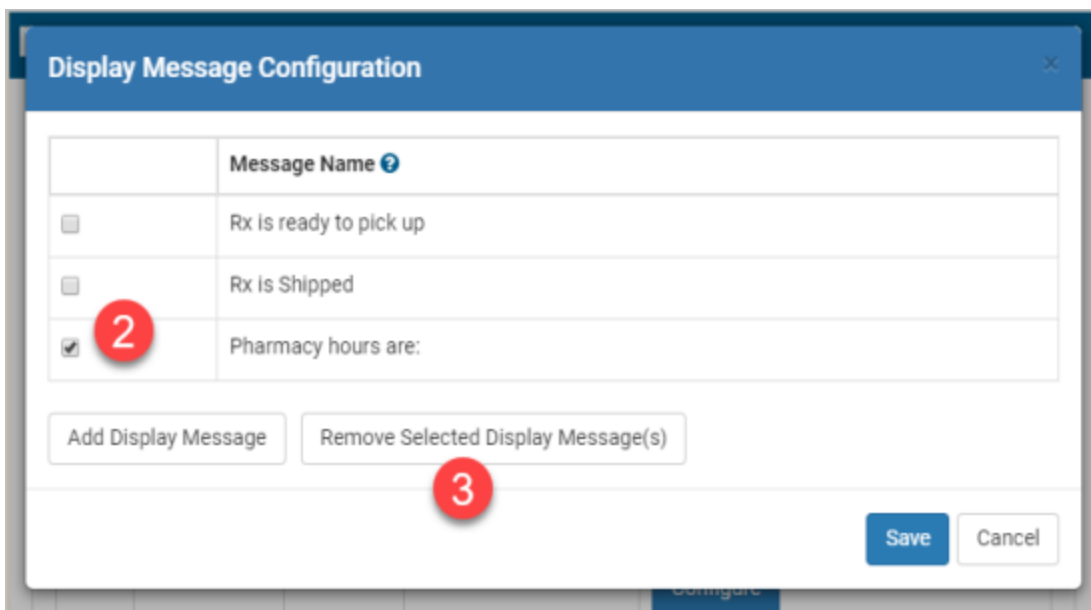 Display Message Configuration ×
Message Name ?
Rx is ready to pick up
Rx is Shipped
2
Pharmacy hours are:
Add Display Message Remove Selected Display Message(s)
3
Save Cancel
Configure